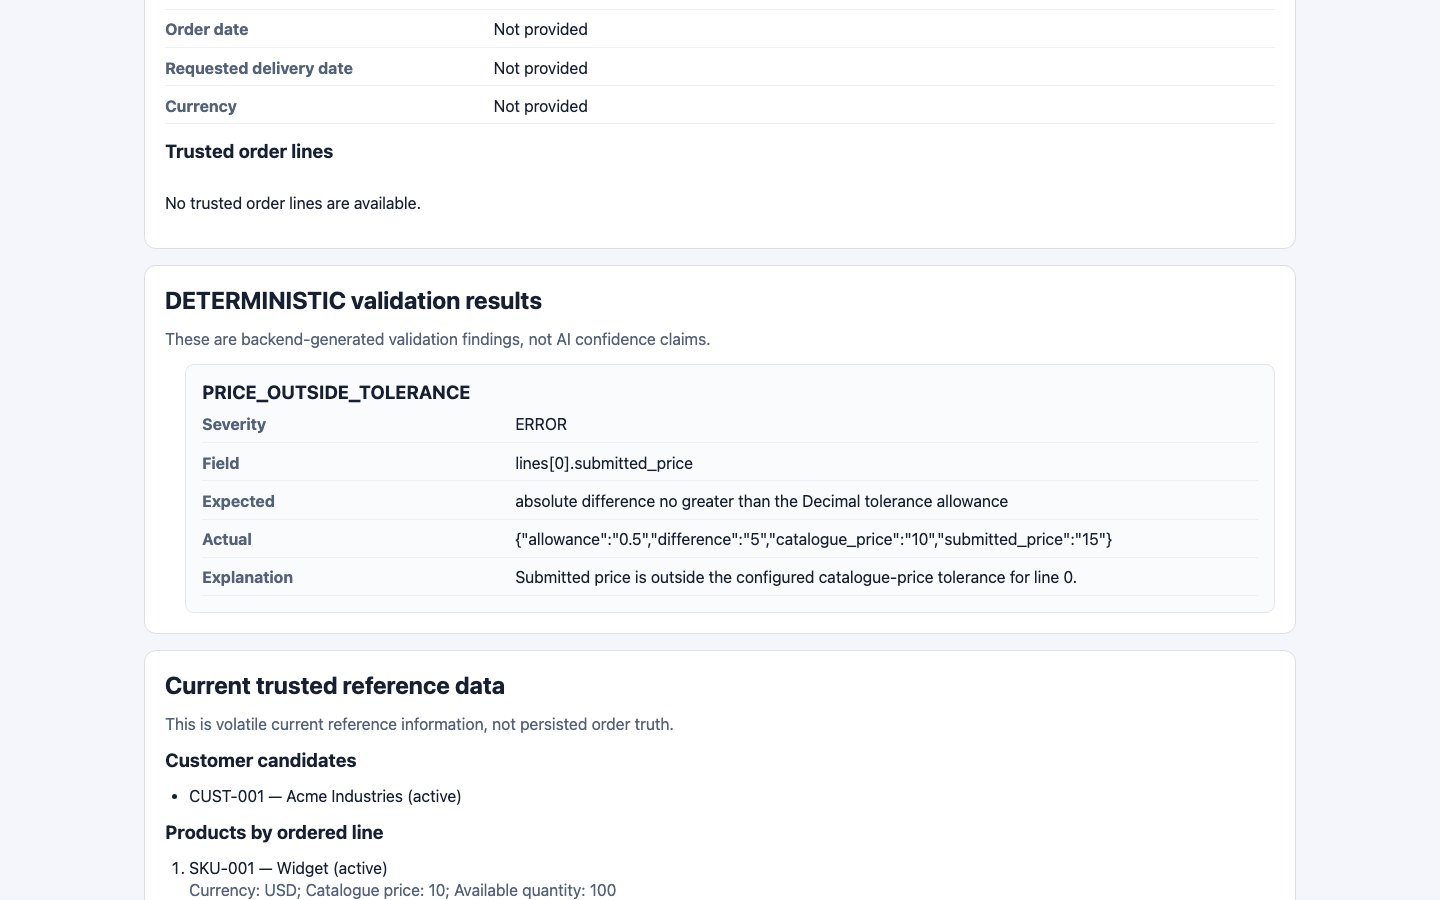 Order date Not provided
Requested delivery date Not provided
Currency Not provided
Trusted order lines
No trusted order lines are available.
DETERMINISTIC validation results
These are backend-generated validation findings, not AI confidence claims.
PRICE_OUTSIDE_TOLERANCE
Severity ERROR
Field lines[0].submitted_price
Expected absolute difference no greater than the Decimal tolerance allowance
Actual {"allowance":"0.5","difference":"5","catalogue_price":"10","submitted_price":"15"}
Explanation Submitted price is outside the configured catalogue-price tolerance for line 0.
Current trusted reference data
This is volatile current reference information, not persisted order truth.
Customer candidates
• CUST-001 — Acme Industries (active)
Products by ordered line
1. SKU-001 — Widget (active)
Currency: USD; Catalogue price: 10; Available quantity: 100